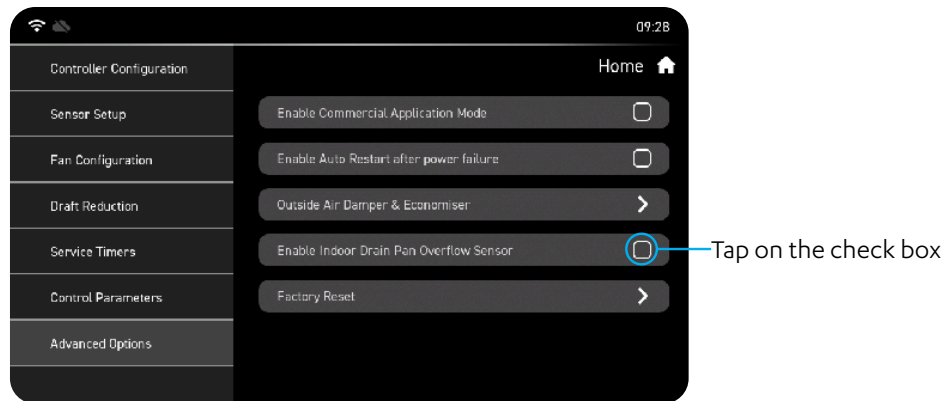 09:28
Home
Controller Configuration
Sensor Setup
Fan Configuration
Draft Reduction
Service Timers
Control Parameters
Advanced Options
Enable Commercial Application Mode
Enable Auto Restart after power failure
Outside Air Damper & Economiser
Enable Indoor Drain Pan Overflow Sensor
Factory Reset
Tap on the check box